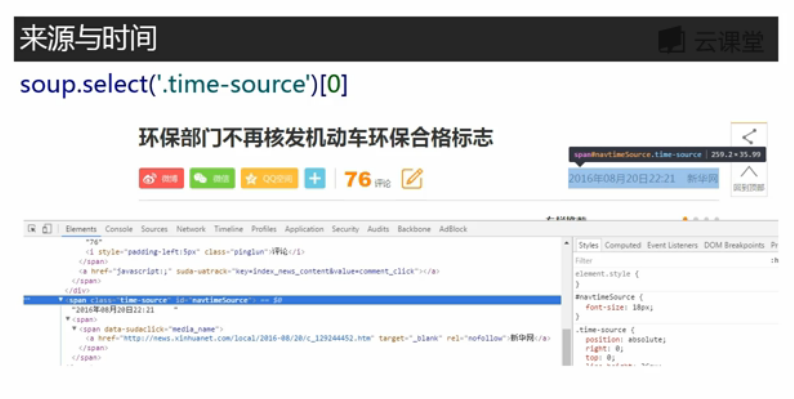 来源与时间
云课堂
soup.select('.time-source')[0]
环保部门不再核发机动车环保合格标志
span#navtimeSource.time-source | 259.2×35.99
微博 微信 QQ空间 76 评论 2016年08月20日22:21 新华网
回到顶部
Elements Console Sources Network Timeline Profiles Application Security Audits Backbone AdBlock
Styles Computed Event Listeners DOM Breakpoints Pr
"76"
<i style="padding-left:5px" class="pinglun">评论</i>
</span>
<a href="javascript:;" suda-uatrack="key=index_news_content&value=comment_click"></a>
</span>
</div>
<span class="time-source" id="navtimeSource"> == $0
"2016年08月20日22:21 "
<span>
<span data-sudaclick="media_name">
<a href="http://news.xinhuanet.com/local/2016-08/20/c_129244452.htm" target="_blank" rel="nofollow">新华网</a>
</span>
</span>
Filter :h
element.style {
}
#navtimeSource {
font-size: 18px;
}
.time-source {
position: absolute;
right: 0;
top: 0;